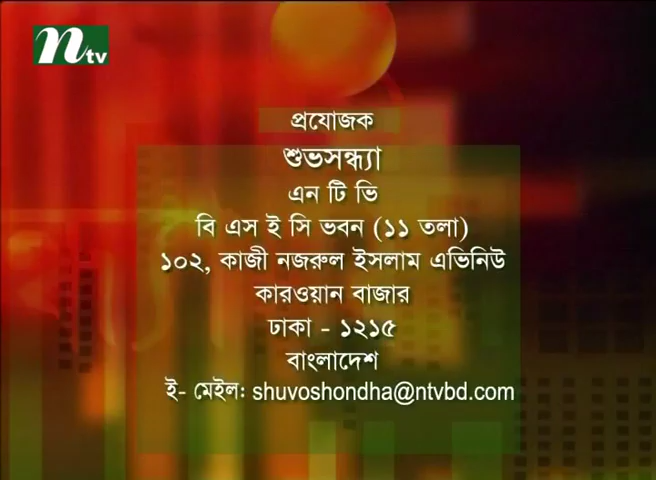 ntv
প্রযোজক
শুভসন্ধ্যা
এন টি ভি
বি এস ই সি ভবন (১১ তলা)
১০২, কাজী নজরুল ইসলাম এভিনিউ
কারওয়ান বাজার
ঢাকা - ১২১৫
বাংলাদেশ
ই- মেইল: shuvoshondha@ntvbd.com